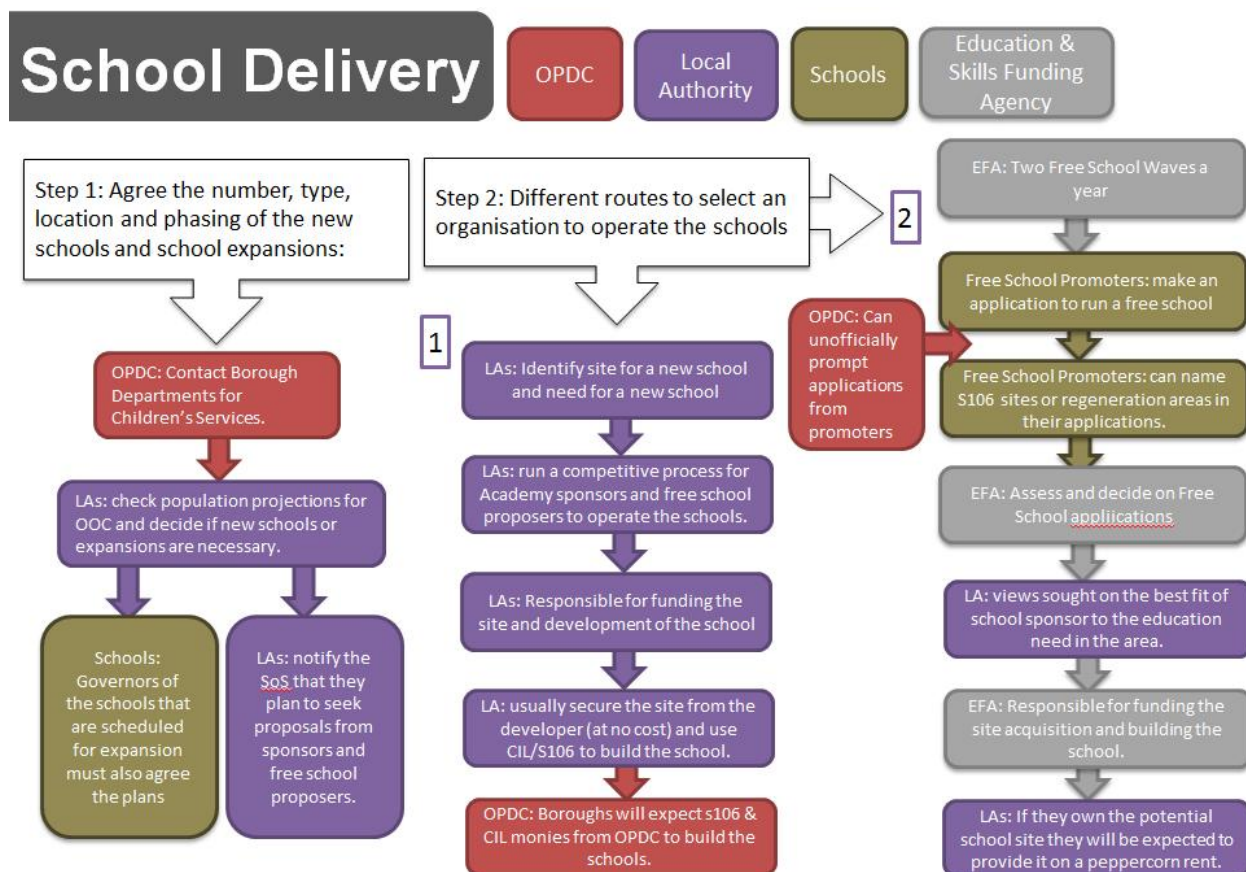 School Delivery
OPDC
Local
Authority
Schools
Education &
Skills Funding
Agency
Step 1: Agree the number, type,
location and phasing of the new
schools and school expansions:
OPDC: Contact Borough
Departments for
Children's Services.
LAs: check population projections for
OOC and decide if new schools or
expansions are necessary.
Schools:
Governors of
the schools that
are scheduled
for expansion
must also agree
the plans
LAs: notify the
SoS that they
plan to seek
proposals from
sponsors and
free school
proposers.
Step 2: Different routes to select an
organisation to operate the schools
1
LAs: Identify site for a new school
and need for a new school
LAs: run a competitive process for
Academy sponsors and free school
proposers to operate the schools.
LAs: Responsible for funding the
site and development of the school
LA: usually secure the site from the
developer (at no cost) and use
CIL/S106 to build the school.
OPDC: Boroughs will expect s106 &
CIL monies from OPDC to build the
schools.
2
EFA: Two Free School Waves a
year
Free School Promoters: make an
application to run a free school
OPDC: Can
unofficially
prompt
applications
from
promoters
Free School Promoters: can name
S106 sites or regeneration areas in
their applications.
EFA: Assess and decide on Free
School appliications
LA: views sought on the best fit of
school sponsor to the education
need in the area.
EFA: Responsible for funding the
site acquisition and building the
school.
LAs: If they own the potential
school site they will be expected to
provide it on a peppercorn rent.